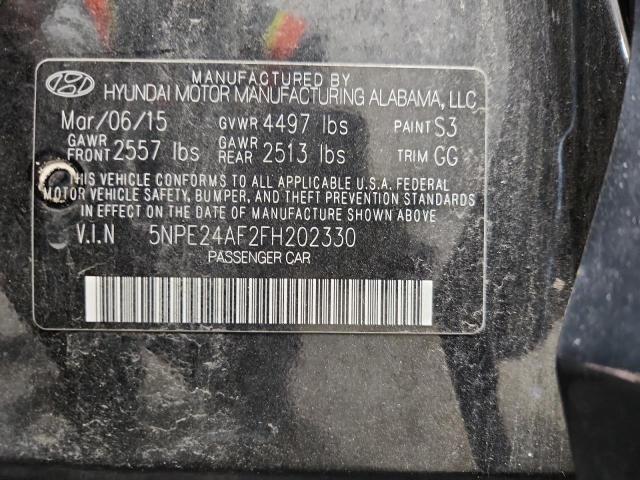 MANUFACTURED BY
HYUNDAI MOTOR MANUFACTURING ALABAMA, LLC
Mar/06/15 GVWR 4497 lbs PAINT S3
GAWR FRONT 2557 lbs GAWR REAR 2513 lbs TRIM GG
THIS VEHICLE CONFORMS TO ALL APPLICABLE U.S.A. FEDERAL
MOTOR VEHICLE SAFETY, BUMPER, AND THEFT PREVENTION STANDARDS
IN EFFECT ON THE DATE OF MANUFACTURE SHOWN ABOVE
V.I.N 5NPE24AF2FH202330
PASSENGER CAR